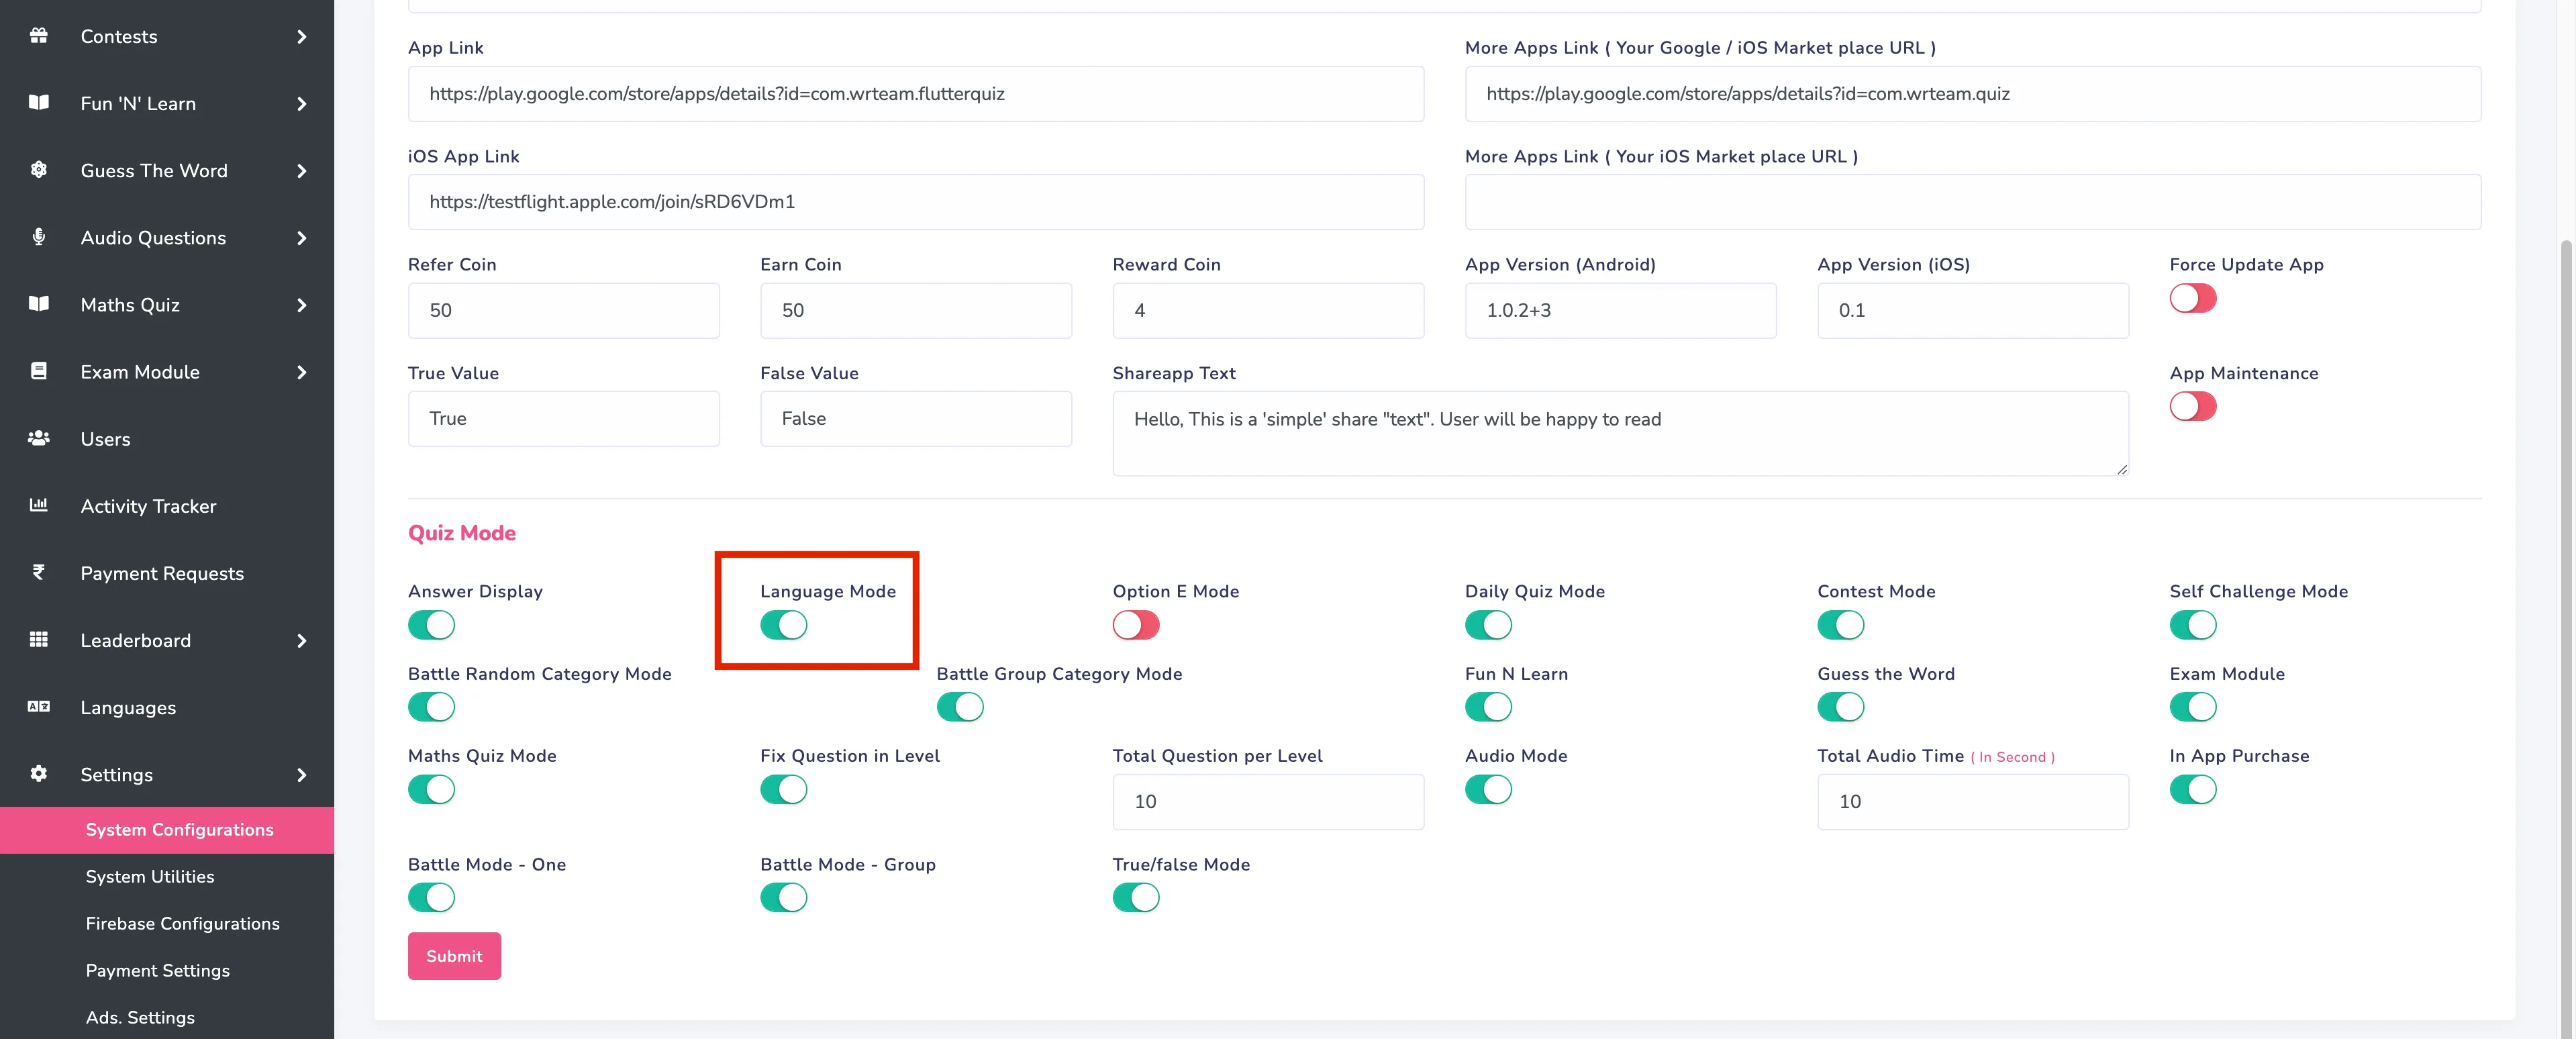 Contests
Fun 'N' Learn
Guess The Word
Audio Questions
Maths Quiz
Exam Module
Users
Activity Tracker
Payment Requests
Leaderboard
Languages
Settings
System Configurations
System Utilities
Firebase Configurations
Payment Settings
Ads. Settings
App Link
More Apps Link ( Your Google / iOS Market place URL )
https://play.google.com/store/apps/details?id=com.wrteam.flutterquiz
https://play.google.com/store/apps/details?id=com.wrteam.quiz
iOS App Link
More Apps Link ( Your iOS Market place URL )
https://testflight.apple.com/join/sRD6VDm1
Refer Coin
Earn Coin
Reward Coin
App Version (Android)
App Version (iOS)
Force Update App
50
50
4
1.0.2+3
0.1
True Value
False Value
Shareapp Text
App Maintenance
True
False
Hello, This is a 'simple' share "text". User will be happy to read
Quiz Mode
Answer Display
Language Mode
Option E Mode
Daily Quiz Mode
Contest Mode
Self Challenge Mode
Battle Random Category Mode
Battle Group Category Mode
Fun N Learn
Guess the Word
Exam Module
Maths Quiz Mode
Fix Question in Level
Total Question per Level
Audio Mode
Total Audio Time ( In Second )
In App Purchase
10
10
Battle Mode - One
Battle Mode - Group
True/false Mode
Submit